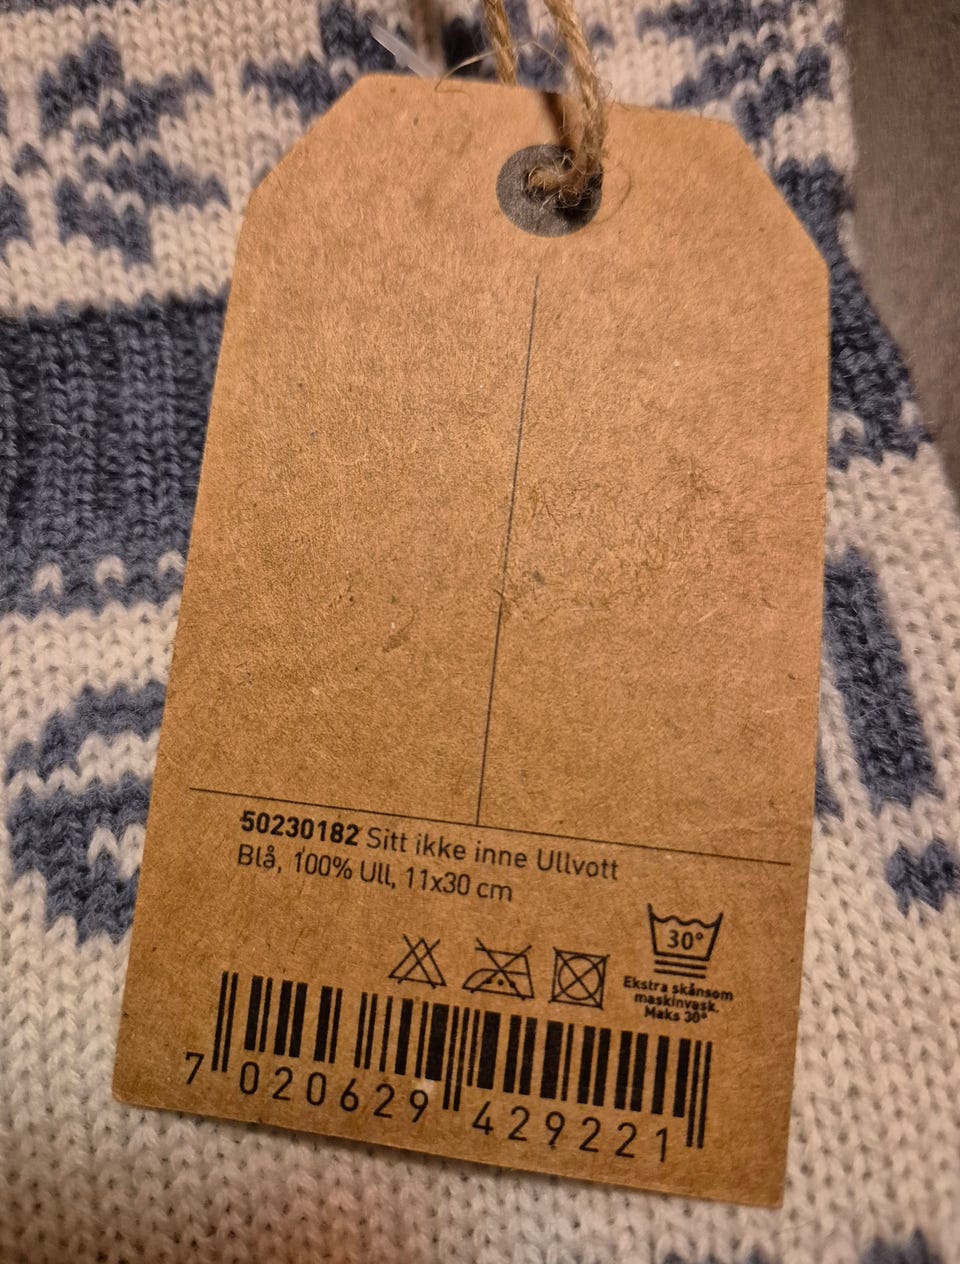 50230182 Sitt ikke inne Ullvott
Blå, 100% Ull, 11x30 cm
30°
Ekstra skånsom
maskinvask.
Maks 30°
7 020629 429221